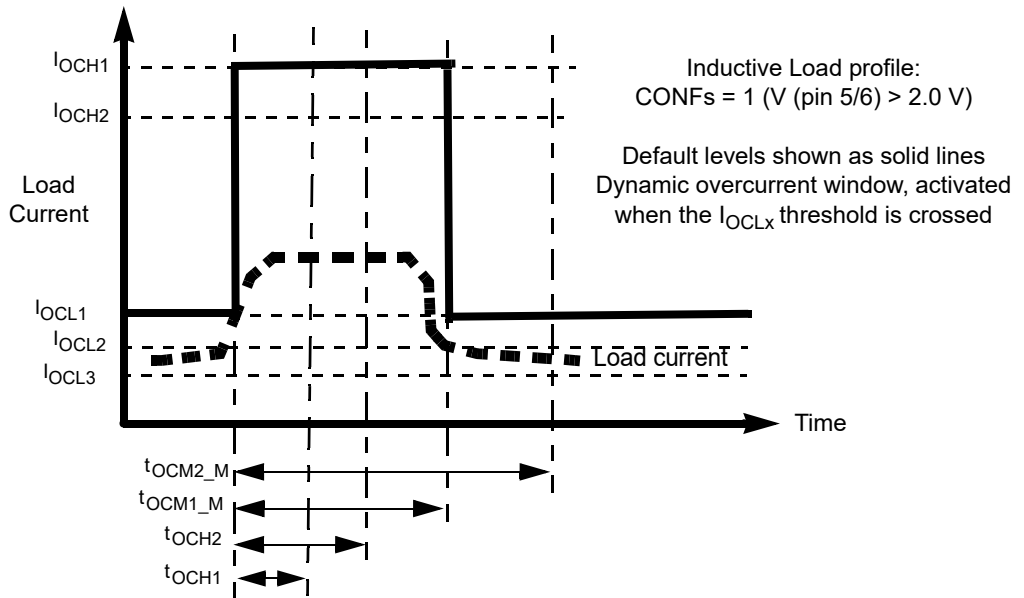 Inductive Load profile:
CONFs = 1 (V (pin 5/6) > 2.0 V)
Default levels shown as solid lines
Dynamic overcurrent window, activated
when the IOCLx threshold is crossed
IOCH1
IOCH2
Load
Current
IOCL1
IOCL2
IOCL3
Load current
Time
tOCM2_M
tOCM1_M
tOCH2
tOCH1